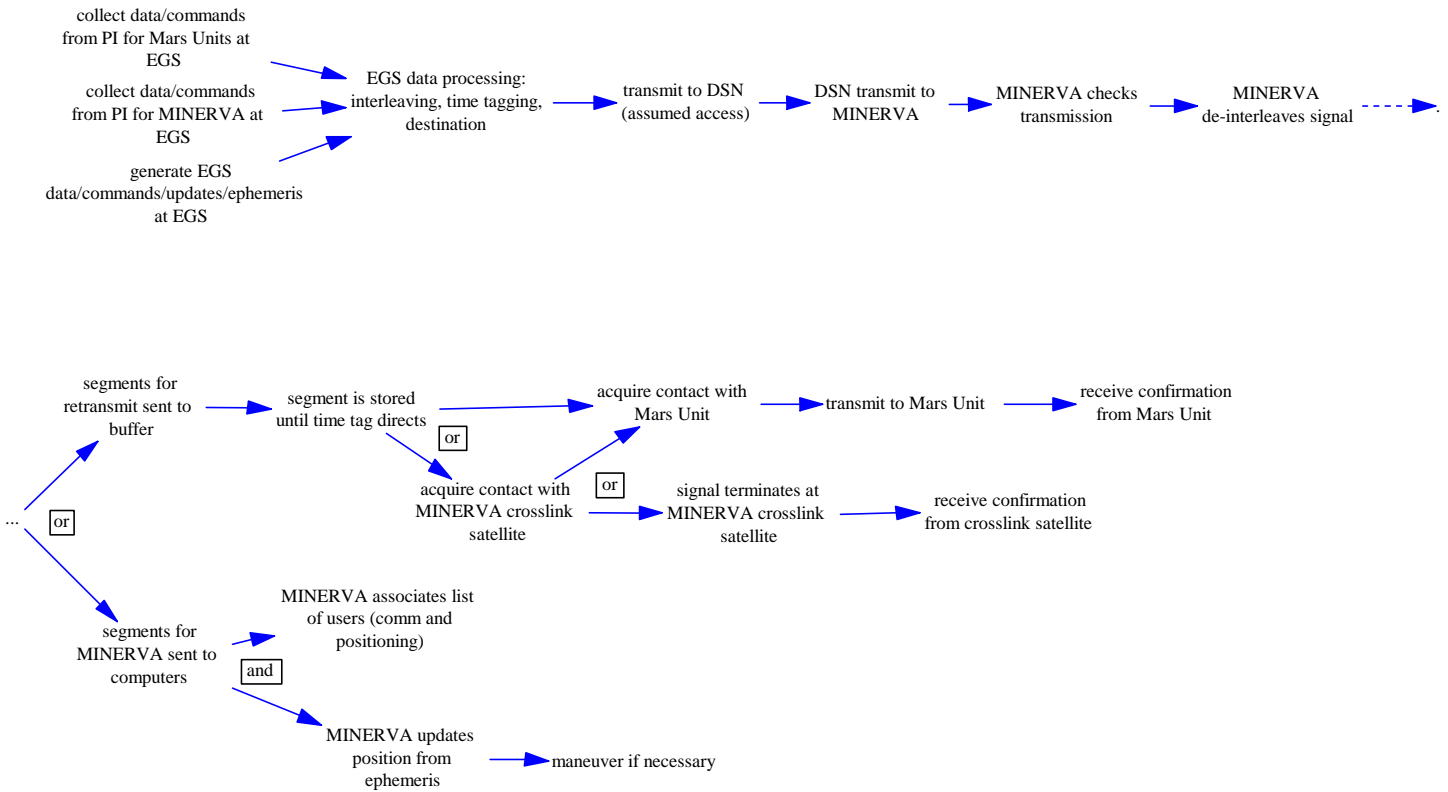 collect data/commands
from PI for Mars Units at
EGS
collect data/commands
from PI for MINERVA at
EGS
generate EGS
data/commands/updates/ephemeris
at EGS
EGS data processing:
interleaving, time tagging,
destination
transmit to DSN
(assumed access)
DSN transmit to
MINERVA
MINERVA checks
transmission
MINERVA
de-interleaves signal
...
or
segments for
retransmit sent to
buffer
segment is stored
until time tag directs
or
acquire contact with
Mars Unit
transmit to Mars Unit
receive confirmation
from Mars Unit
acquire contact with
MINERVA crosslink
satellite
or
signal terminates at
MINERVA crosslink
satellite
receive confirmation
from crosslink satellite
segments for
MINERVA sent to
computers
and
MINERVA associates list
of users (comm and
positioning)
MINERVA updates
position from
ephemeris
maneuver if necessary